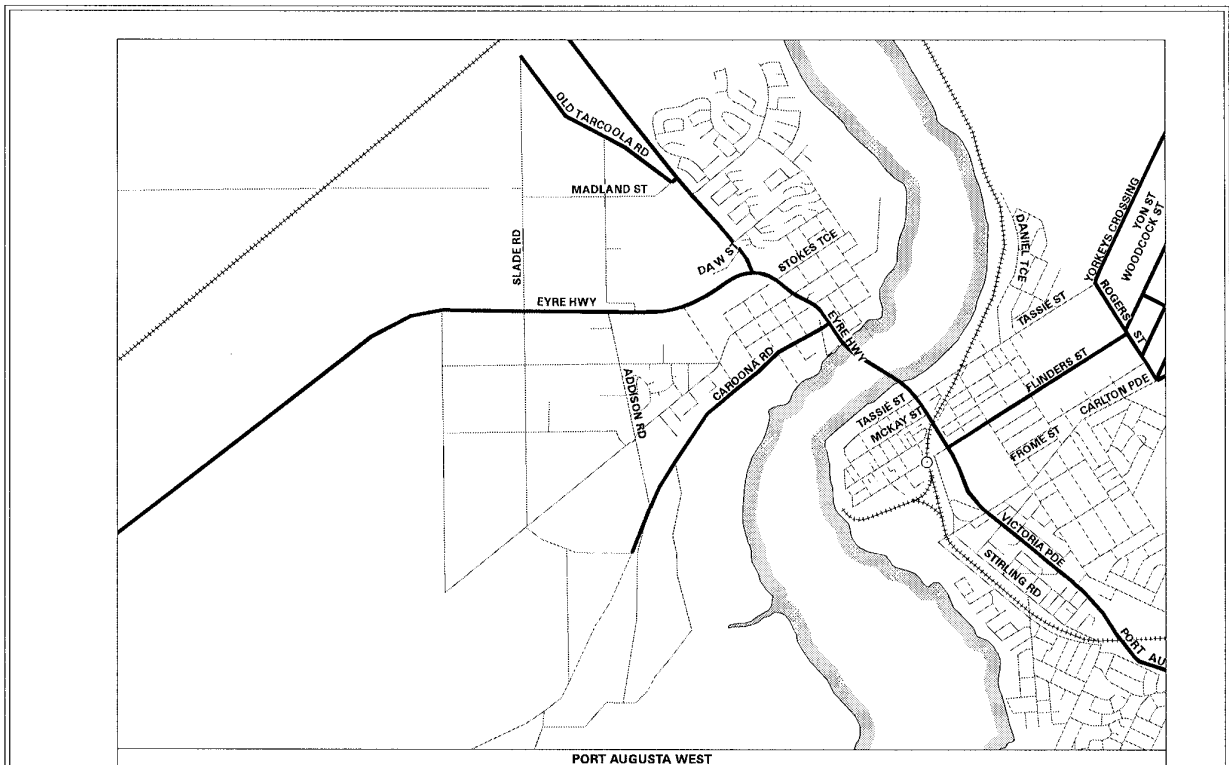 OLD TARCOOLA RD
MADLAND ST
SLADE RD
DAW ST
STOKES TCE
EYRE HWY
EYRE HWY
CAROONA RD
ADDISON RD
DANIEL TCE
YORKEYS CROSSING
YON ST
WOODCOCK ST
ROGERS ST
TASSIE ST
FLINDERS ST
CARLTON PDE
TASSIE ST
MCKAY ST
FROME ST
VICTORIA PDE
STIRLING RD
PORT AU
PORT AUGUSTA WEST